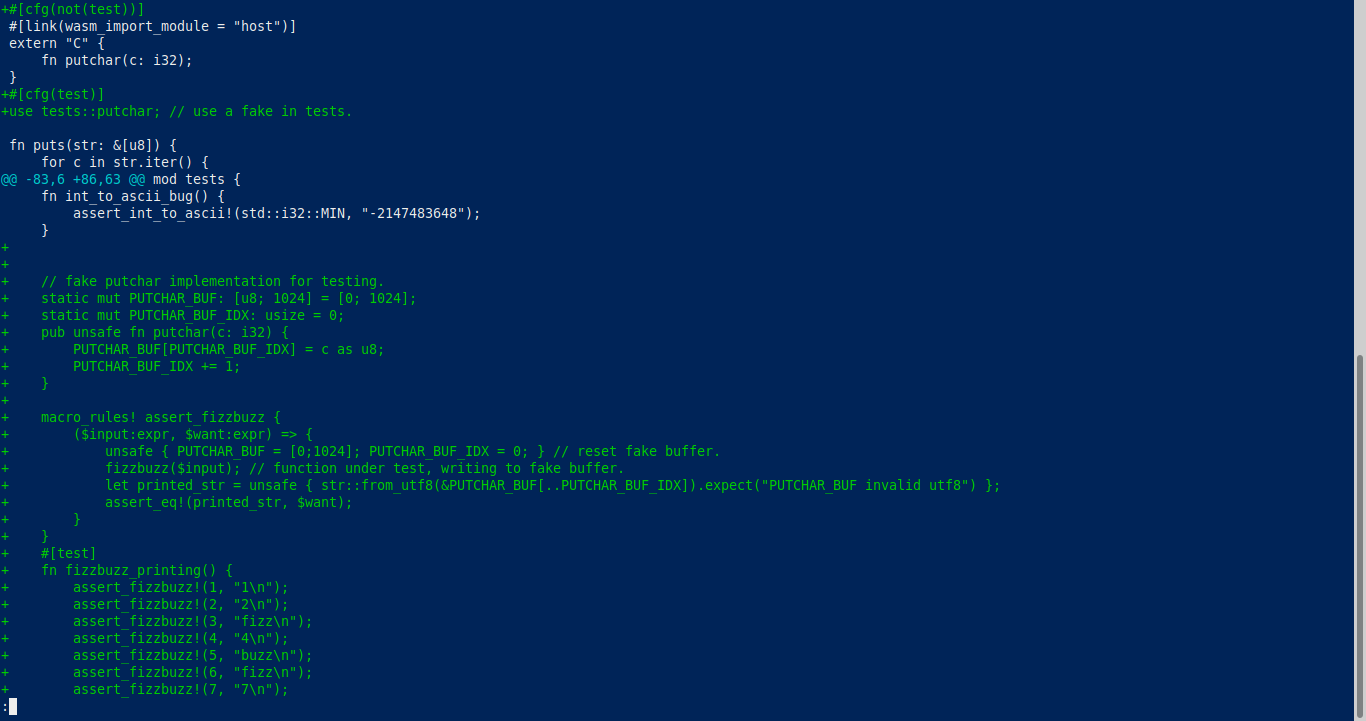 +#[cfg(not(test))]
 #[link(wasm_import_module = "host")]
 extern "C" {
     fn putchar(c: i32);
 }
+#[cfg(test)]
+use tests::putchar; // use a fake in tests.

 fn puts(str: &[u8]) {
     for c in str.iter() {
@@ -83,6 +86,63 @@ mod tests {
     fn int_to_ascii_bug() {
         assert_int_to_ascii!(std::i32::MIN, "-2147483648");
     }
+
+
+    // fake putchar implementation for testing.
+    static mut PUTCHAR_BUF: [u8; 1024] = [0; 1024];
+    static mut PUTCHAR_BUF_IDX: usize = 0;
+    pub unsafe fn putchar(c: i32) {
+        PUTCHAR_BUF[PUTCHAR_BUF_IDX] = c as u8;
+        PUTCHAR_BUF_IDX += 1;
+    }
+
+    macro_rules! assert_fizzbuzz {
+        ($input:expr, $want:expr) => {
+            unsafe { PUTCHAR_BUF = [0;1024]; PUTCHAR_BUF_IDX = 0; } // reset fake buffer.
+            fizzbuzz($input); // function under test, writing to fake buffer.
+            let printed_str = unsafe { str::from_utf8(&PUTCHAR_BUF[..PUTCHAR_BUF_IDX]).expect("PUTCHAR_BUF invalid utf8") };
+            assert_eq!(printed_str, $want);
+        }
+    }
+    #[test]
+    fn fizzbuzz_printing() {
+        assert_fizzbuzz!(1, "1\n");
+        assert_fizzbuzz!(2, "2\n");
+        assert_fizzbuzz!(3, "fizz\n");
+        assert_fizzbuzz!(4, "4\n");
+        assert_fizzbuzz!(5, "buzz\n");
+        assert_fizzbuzz!(6, "fizz\n");
+        assert_fizzbuzz!(7, "7\n");
: